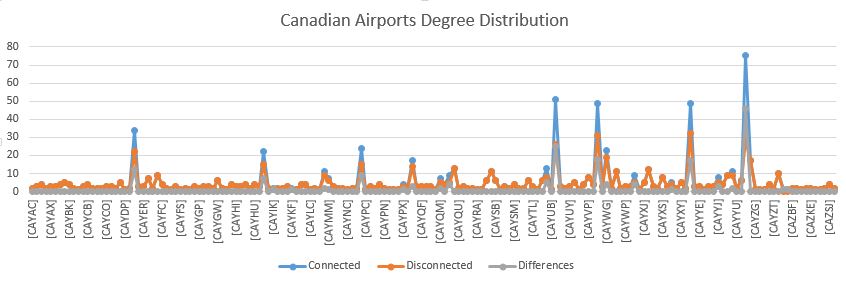 Canadian Airports Degree Distribution
80
70
60
50
40
30
20
10
0
[CAYAC]
[CAYAX]
[CAYBK]
[CAYCB]
[CAYCO]
[CAYDP]
[CAYER]
[CAYFC]
[CAYFS]
[CAYGP]
[CAYGW]
[CAYHI]
[CAYHU]
[CAYIK]
[CAYKF]
[CAYLC]
[CAYMM]
[CAYNC]
[CAYPC]
[CAYPN]
[CAYPX]
[CAYQF]
[CAYQM]
[CAYQU]
[CAYRA]
[CAYSB]
[CAYSM]
[CAYTL]
[CAYUB]
[CAYUY]
[CAYWG]
[CAYWP]
[CAYXJ]
[CAYXS]
[CAYXY]
[CAYYE]
[CAYYJ]
[CAYYU]
[CAYZG]
[CAYZT]
[CAZBF]
[CAZKE]
[CAZSJ]
Connected Disconnected Differences